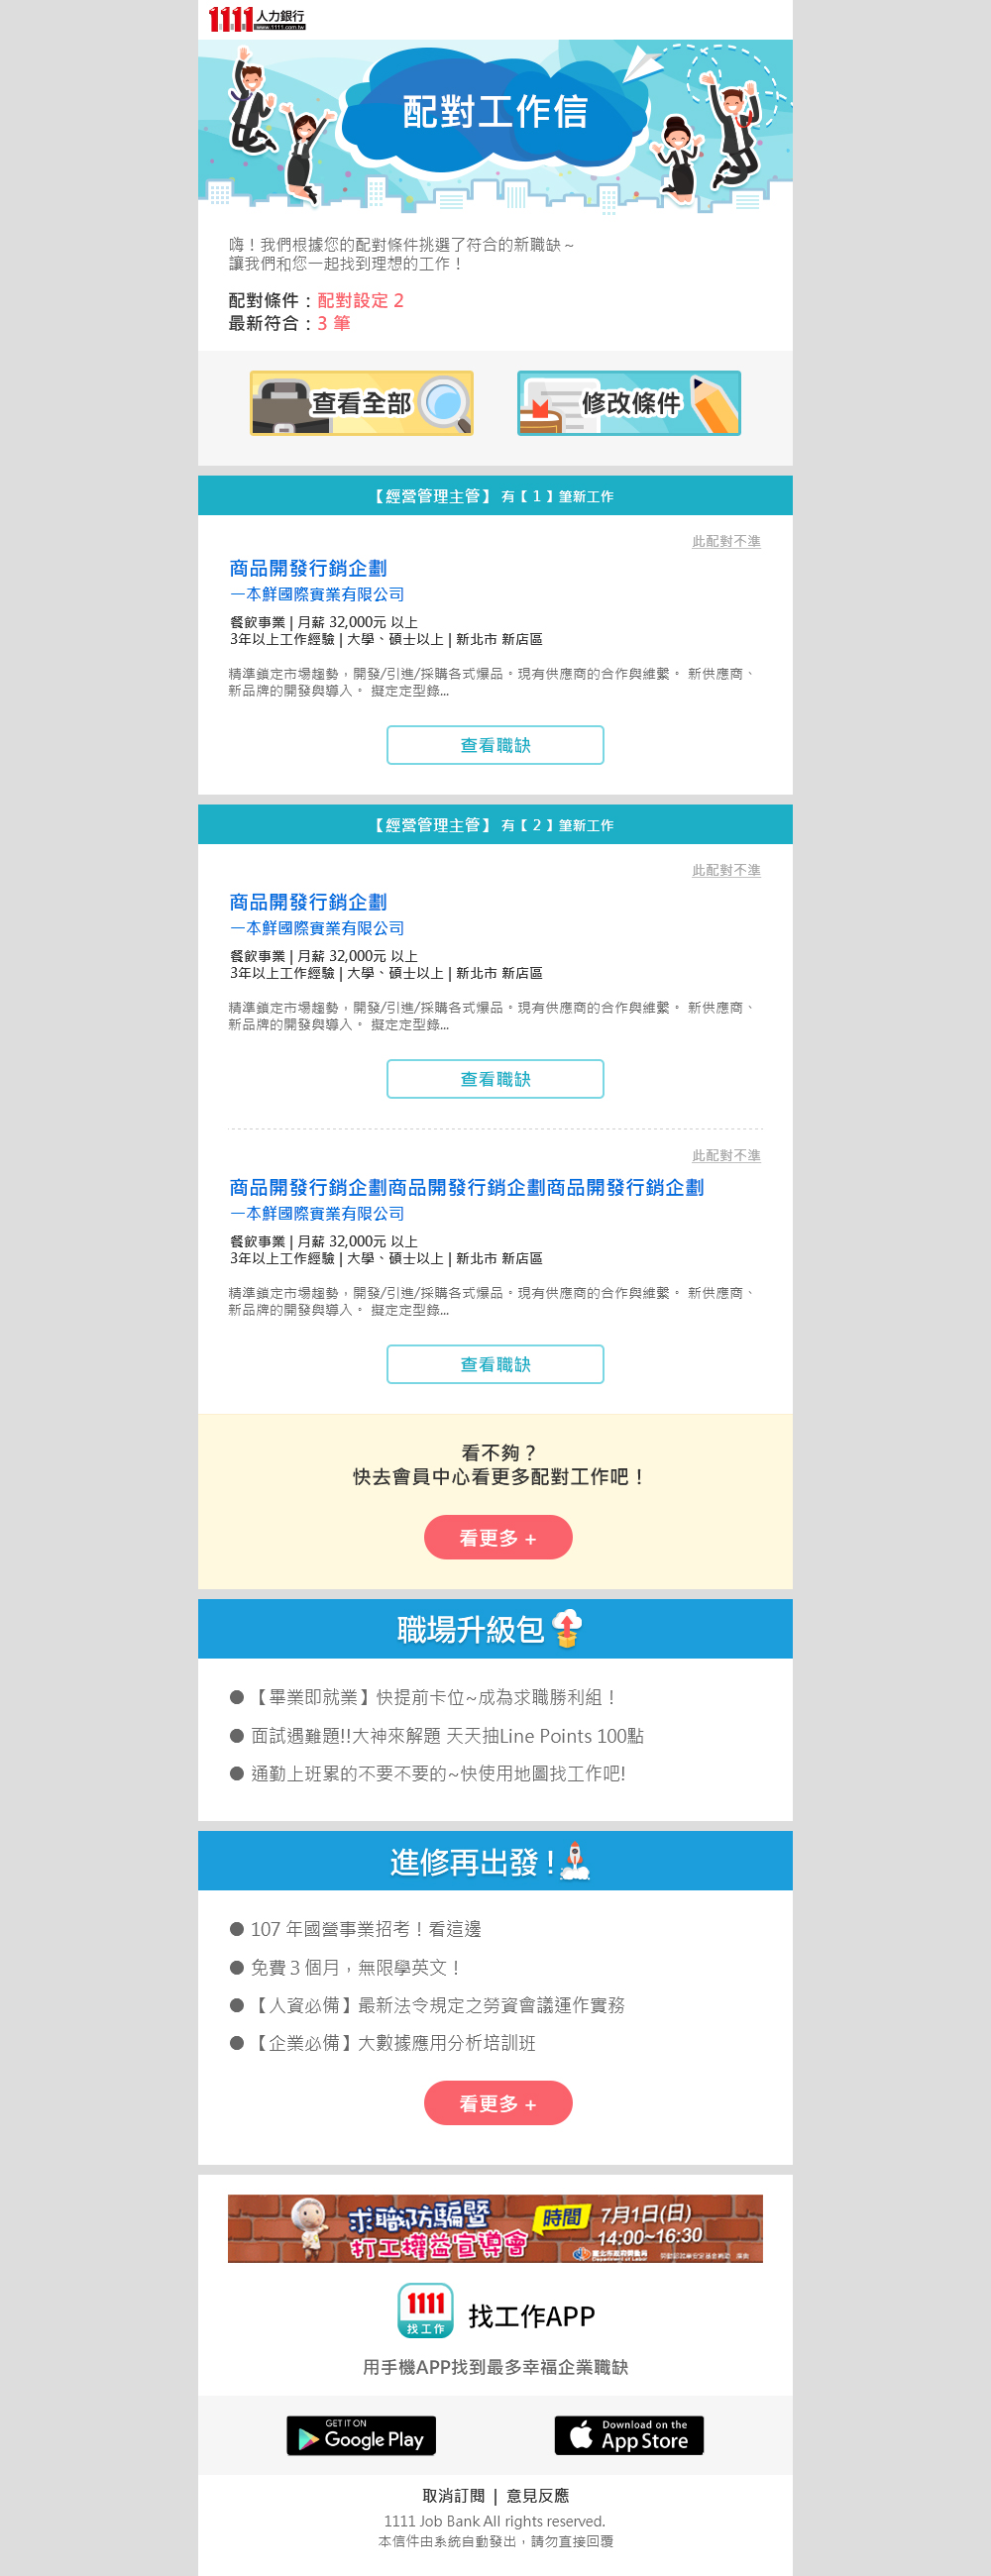 1111 人力銀行
www.1111.com.tw
配對工作信
嗨！我們根據您的配對條件挑選了符合的新職缺～
讓我們和您一起找到理想的工作！
配對條件：配對設定 2
最新符合：3 筆
查看全部
修改條件
【經營管理主管】 有【 1 】筆新工作
此配對不準
商品開發行銷企劃
一本鮮國際實業有限公司
餐飲事業 | 月薪 32,000元 以上
3年以上工作經驗 | 大學、碩士以上 | 新北市 新店區
精準鎖定市場趨勢，開發/引進/採購各式爆品。現有供應商的合作與維繫。 新供應商、
新品牌的開發與導入。 擬定定型錄...
查看職缺
【經營管理主管】 有【 2 】筆新工作
此配對不準
商品開發行銷企劃
一本鮮國際實業有限公司
餐飲事業 | 月薪 32,000元 以上
3年以上工作經驗 | 大學、碩士以上 | 新北市 新店區
精準鎖定市場趨勢，開發/引進/採購各式爆品。現有供應商的合作與維繫。 新供應商、
新品牌的開發與導入。 擬定定型錄...
查看職缺
此配對不準
商品開發行銷企劃商品開發行銷企劃商品開發行銷企劃
一本鮮國際實業有限公司
餐飲事業 | 月薪 32,000元 以上
3年以上工作經驗 | 大學、碩士以上 | 新北市 新店區
精準鎖定市場趨勢，開發/引進/採購各式爆品。現有供應商的合作與維繫。 新供應商、
新品牌的開發與導入。 擬定定型錄...
查看職缺
看不夠？
快去會員中心看更多配對工作吧！
看更多 +
職場升級包
● 【畢業即就業】快提前卡位~成為求職勝利組！
● 面試遇難題!!大神來解題 天天抽Line Points 100點
● 通勤上班累的不要不要的~快使用地圖找工作吧!
進修再出發！
● 107 年國營事業招考！看這邊
● 免費 3 個月，無限學英文！
● 【人資必備】最新法令規定之勞資會議運作實務
● 【企業必備】大數據應用分析培訓班
看更多 +
求職防騙暨
打工權益宣導會
時間
7月1日(日)
14:00~16:30
臺北市政府勞動局
Department of Labor
1111
找工作
找工作APP
用手機APP找到最多幸福企業職缺
GET IT ON
Google Play
Download on the
App Store
取消訂閱 | 意見反應
1111 Job Bank All rights reserved.
本信件由系統自動發出，請勿直接回覆